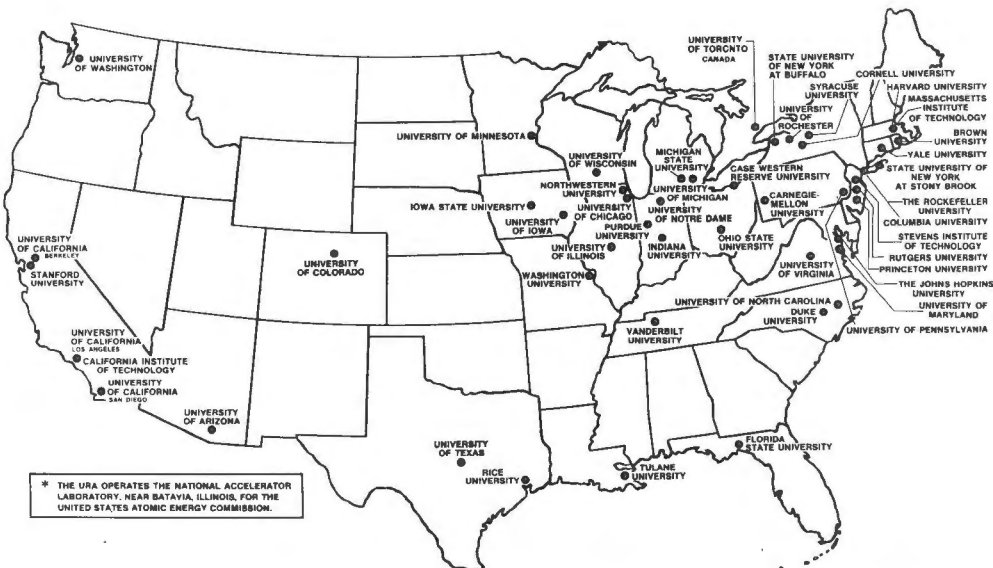 UNIVERSITY
OF WASHINGTON
UNIVERSITY
OF TORCNTO
CANADA
STATE UNIVERSITY
OF NEW YORK
AT BUFFALO
CORNELL UNIVERSITY
SYRACUSE
UNIVERSITY
HARVARD UNIVERSITY
MASSACHUSETTS
INSTITUTE
OF TECHNOLOGY
UNIVERSITY
OF
ROCHESTER
BROWN
UNIVERSITY
YALE UNIVERSITY
STATE UNIVERSITY OF
NEW YORK
AT STONY BROOK
THE ROCKEFELLER
UNIVERSITY
COLUMBIA UNIVERSITY
STEVENS INSTITUTE
OF TECHNOLOGY
RUTGERS UNIVERSITY
PRINCETON UNIVERSITY
THE JOHNS HOPKINS
UNIVERSITY
UNIVERSITY OF
MARYLAND
UNIVERSITY OF PENNSYLVANIA
UNIVERSITY OF MINNESOTA
UNIVERSITY
OF WISCONSIN
MICHIGAN
STATE
UNIVERSITY
CASE WESTERN
RESERVE UNIVERSITY
NORTHWESTERN
UNIVERSITY
UNIVERSITY
OF MICHIGAN
CARNEGIE-
MELLON
UNIVERSITY
IOWA STATE UNIVERSITY
UNIVERSITY
OF CHICAGO
UNIVERSITY
OF NOTRE DAME
UNIVERSITY
OF IOWA
PURDUE
UNIVERSITY
OHIO STATE
UNIVERSITY
UNIVERSITY
OF ILLINOIS
INDIANA
UNIVERSITY
UNIVERSITY
OF CALIFORNIA
BERKELEY
STANFORD
UNIVERSITY
UNIVERSITY
OF COLORADO
WASHINGTON
UNIVERSITY
UNIVERSITY
OF VIRGINIA
UNIVERSITY OF NORTH CAROLINA
DUKE
UNIVERSITY
VANDERBILT
UNIVERSITY
UNIVERSITY
OF CALIFORNIA
LOS ANGELES
CALIFORNIA INSTITUTE
OF TECHNOLOGY
UNIVERSITY
OF CALIFORNIA
SAN DIEGO
UNIVERSITY
OF ARIZONA
UNIVERSITY
OF TEXAS
RICE
UNIVERSITY
TULANE
UNIVERSITY
FLORIDA
STATE UNIVERSITY
* THE URA OPERATES THE NATIONAL ACCELERATOR
LABORATORY, NEAR BATAVIA, ILLINOIS, FOR THE
UNITED STATES ATOMIC ENERGY COMMISSION.